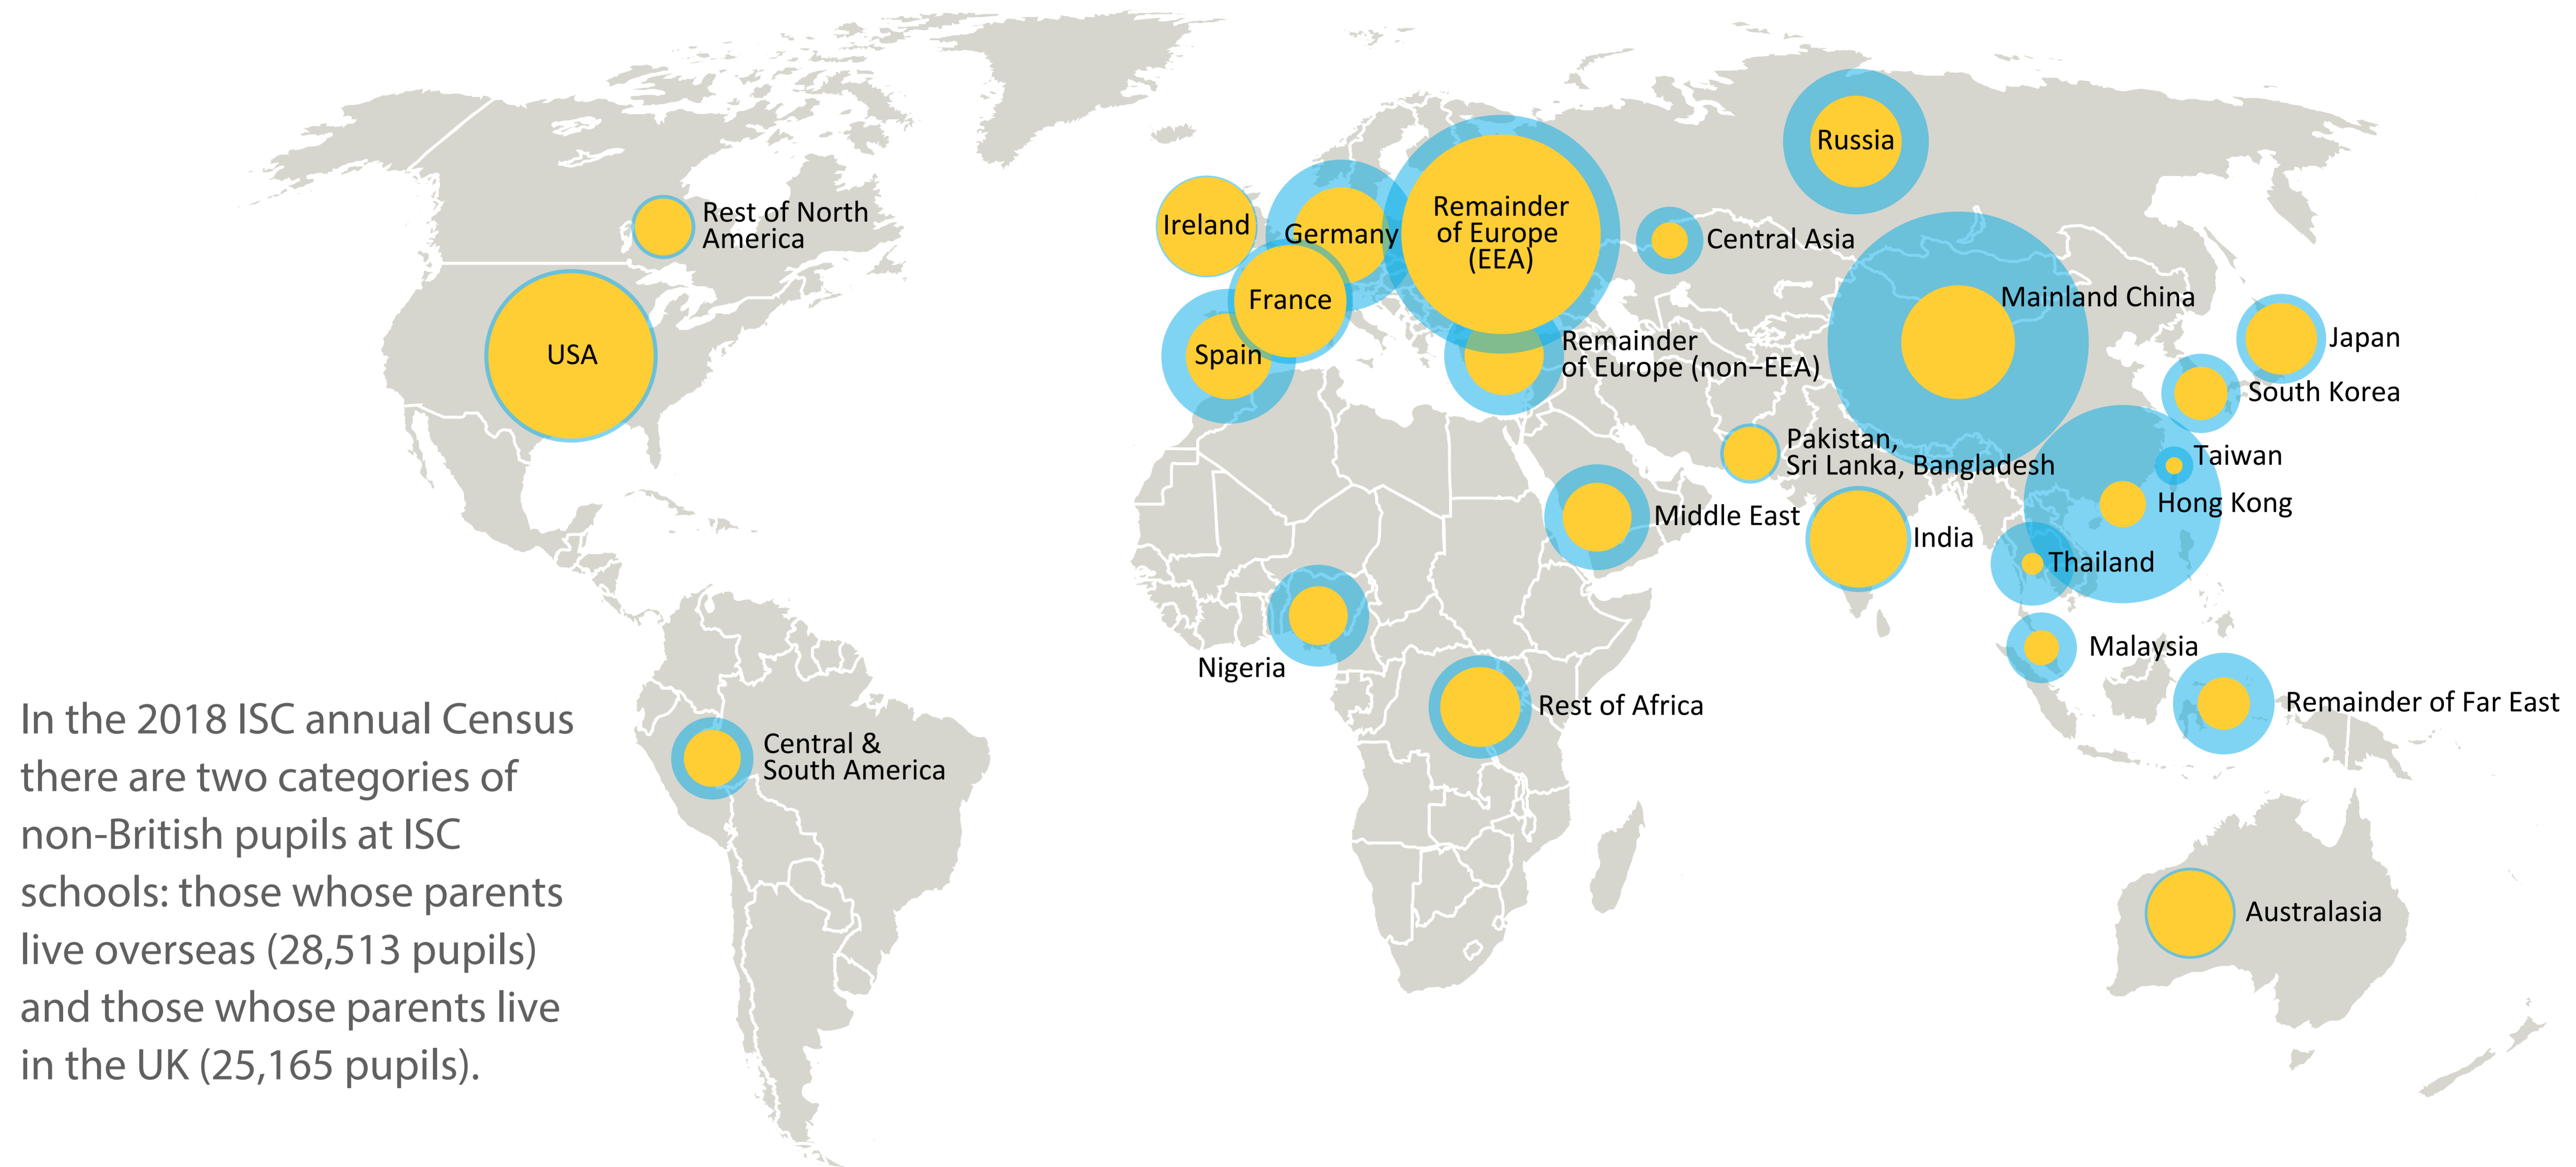 Russia
Rest of North
America
Ireland
Germany
Remainder
of Europe
(EEA)
Central Asia
France
Mainland China
USA
Spain
Remainder
of Europe (non–EEA)
Japan
South Korea
Pakistan,
Sri Lanka, Bangladesh
Taiwan
Hong Kong
Middle East
India
Thailand
Nigeria
Malaysia
Rest of Africa
Remainder of Far East
Central &
South America
Australasia
In the 2018 ISC annual Census
there are two categories of
non-British pupils at ISC
schools: those whose parents
live overseas (28,513 pupils)
and those whose parents live
in the UK (25,165 pupils).